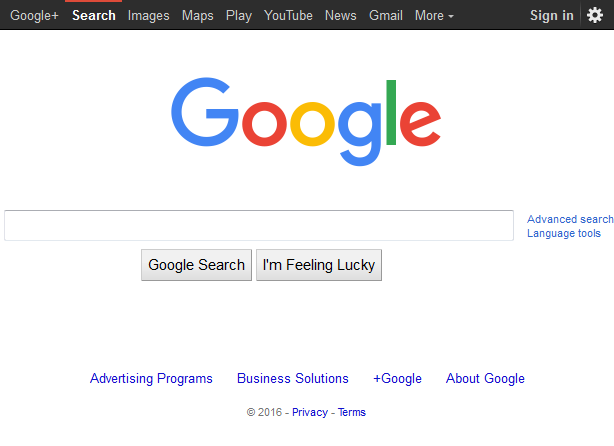 Google+ Search Images Maps Play YouTube News Gmail More Sign in
Google
Advanced search
Language tools
Google Search I'm Feeling Lucky
Advertising Programs Business Solutions +Google About Google
© 2016 - Privacy - Terms